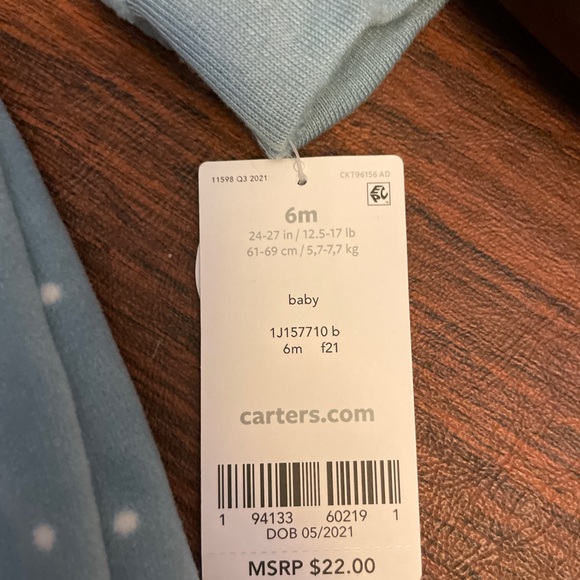 11598 Q3 2021 CKT96156 AD
6m
24-27 in / 12.5-17 lb
61-69 cm / 5,7-7,7 kg
baby
1J157710 b
6m f21
carters.com
1 94133 60219 1
DOB 05/2021
MSRP $22.00